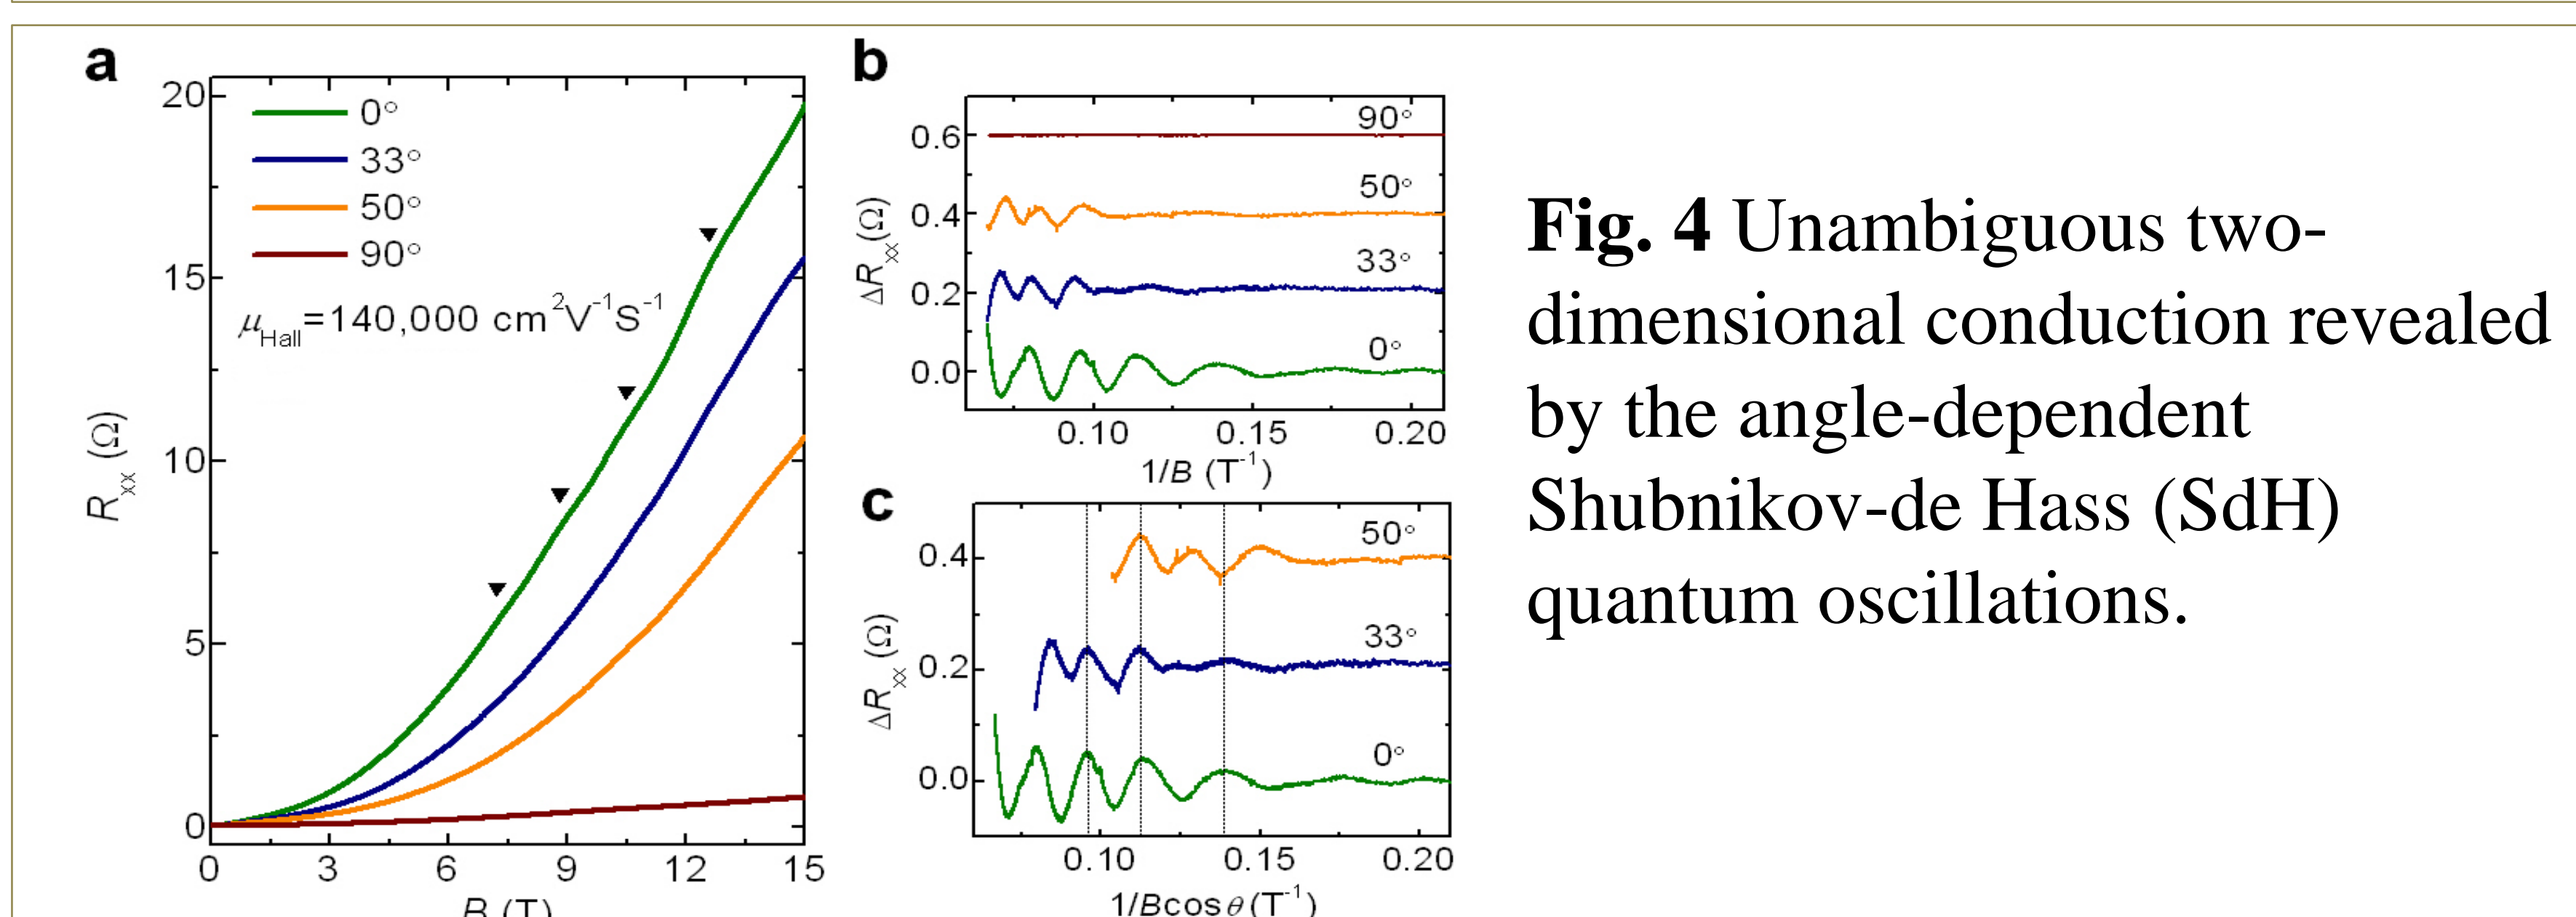 a
20
15
10
5
0
0°
33°
50°
90°
μHall=140,000 cm²V⁻¹S⁻¹
Rxx (Ω)
0 3 6 9 12 15
B (T)
b
0.6
0.4
0.2
0.0
90°
50°
33°
0°
ΔRxx (Ω)
0.10 0.15 0.20
1/B (T⁻¹)
c
0.4
0.2
0.0
50°
33°
0°
ΔRxx (Ω)
0.10 0.15 0.20
1/Bcosθ (T⁻¹)
Fig. 4 Unambiguous two-
dimensional conduction revealed
by the angle-dependent
Shubnikov-de Hass (SdH)
quantum oscillations.